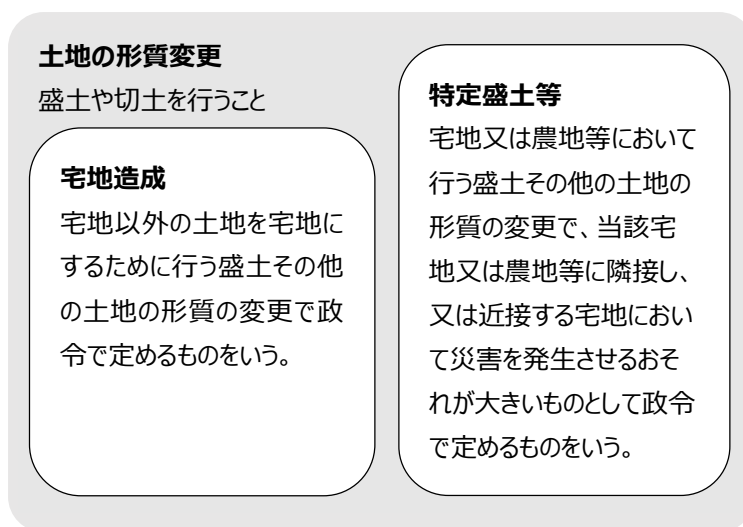 土地の形質変更
盛土や切土を行うこと
宅地造成
宅地以外の土地を宅地に
するために行う盛土その他
の土地の形質の変更で政
令で定めるものをいう。
特定盛土等
宅地又は農地等において
行う盛土その他の土地の
形質の変更で、当該宅
地又は農地等に隣接し、
又は近接する宅地におい
て災害を発生させるおそ
れが大きいものとして政令
で定めるものをいう。